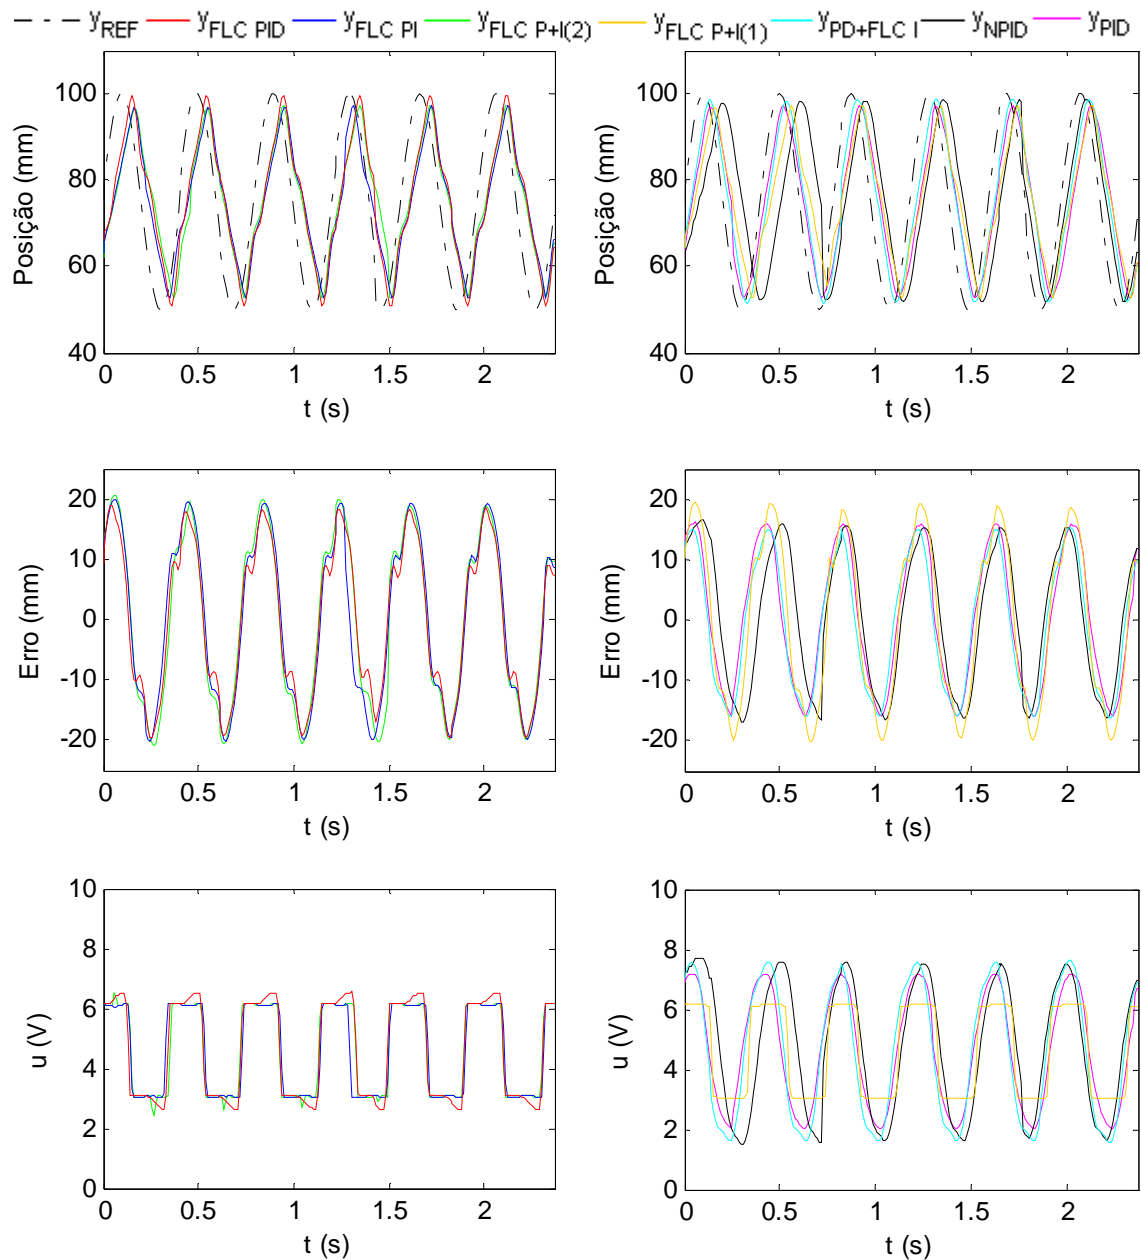 yREF yFLC PID yFLC PI yFLC P+I(2) yFLC P+I(1) yPD+FLC I yNPID yPID
100
80
60
40
Posição (mm)
0 0.5 1 1.5 2
t (s)
100
80
60
40
Posição (mm)
0 0.5 1 1.5 2
t (s)
20
10
0
-10
-20
Erro (mm)
0 0.5 1 1.5 2
t (s)
20
10
0
-10
-20
Erro (mm)
0 0.5 1 1.5 2
t (s)
10
8
6
4
2
0
u (V)
0 0.5 1 1.5 2
t (s)
10
8
6
4
2
0
u (V)
0 0.5 1 1.5 2
t (s)